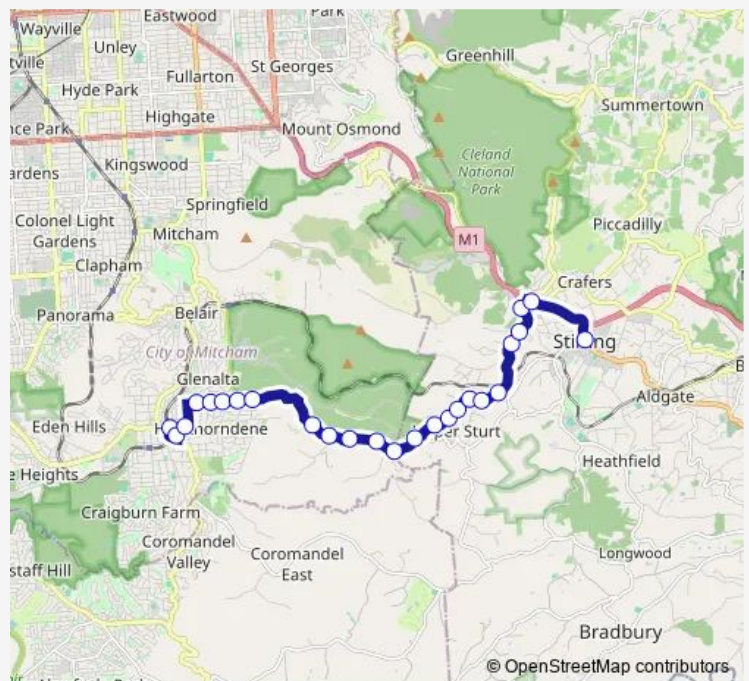 Eastwood
Park
Wayville
Unley
Greenhill
St Georges
Fullarton
Hyde Park
Summertown
Highgate
Mount Osmond
Kingswood
Cleland
National
Park
Springfield
Colonel Light
Gardens
Mitcham
Piccadilly
M1
Clapham
Crafers
Panorama
Belair
City of Mitcham
Glenalta
Aldgate
Eden Hills
Sturt
Heathfield
Craigburn Farm
Coromandel
Valley
Coromandel
East
Longwood
Bradbury
© OpenStreetMap contributors